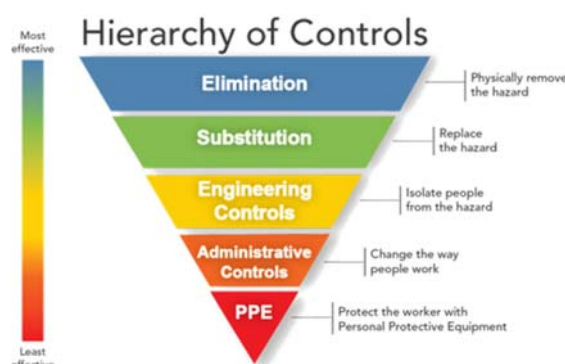 Hierarchy of Controls
Most
effective
Elimination
Physically remove
the hazard
Substitution
Replace
the hazard
Engineering
Controls
Isolate people
from the hazard
Administrative
Controls
Change the way
people work
PPE
Protect the worker with
Personal Protective Equipment
Least
effective